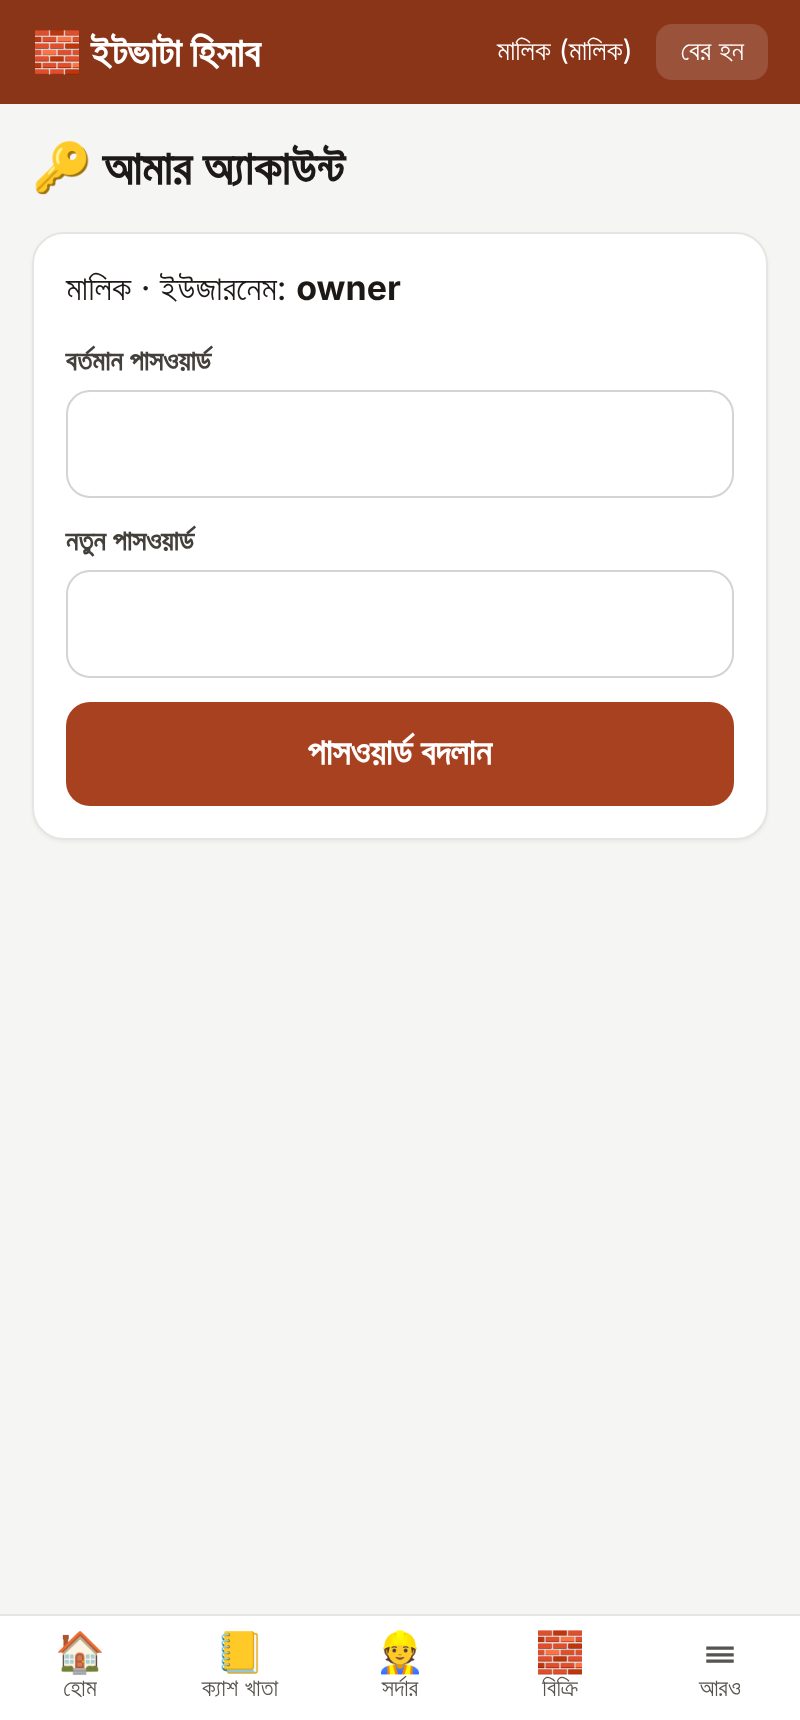 ইটভাটা হিসাব
মালিক (মালিক)
বের হন
আমার অ্যাকাউন্ট
মালিক · ইউজারনেম: owner
বর্তমান পাসওয়ার্ড
নতুন পাসওয়ার্ড
পাসওয়ার্ড বদলান
হোম
ক্যাশ খাতা
সর্দার
বিক্রি
আরও